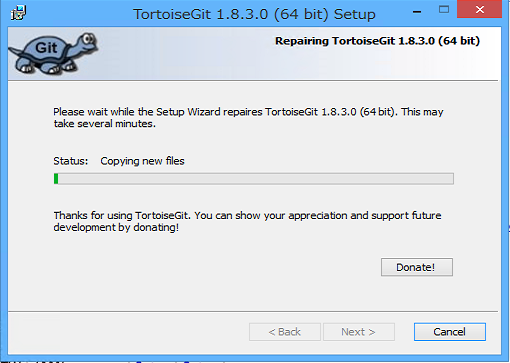 TortoiseGit 1.8.3.0 (64 bit) Setup
Repairing TortoiseGit 1.8.3.0 (64 bit)
Git
Please wait while the Setup Wizard repaires TortoiseGit 1.8.3.0 (64 bit). This may
take several minutes.
Status: Copying new files
Thanks for using TortoiseGit. You can show your appreciation and support future
development by donating!
Donate!
< Back Next > Cancel